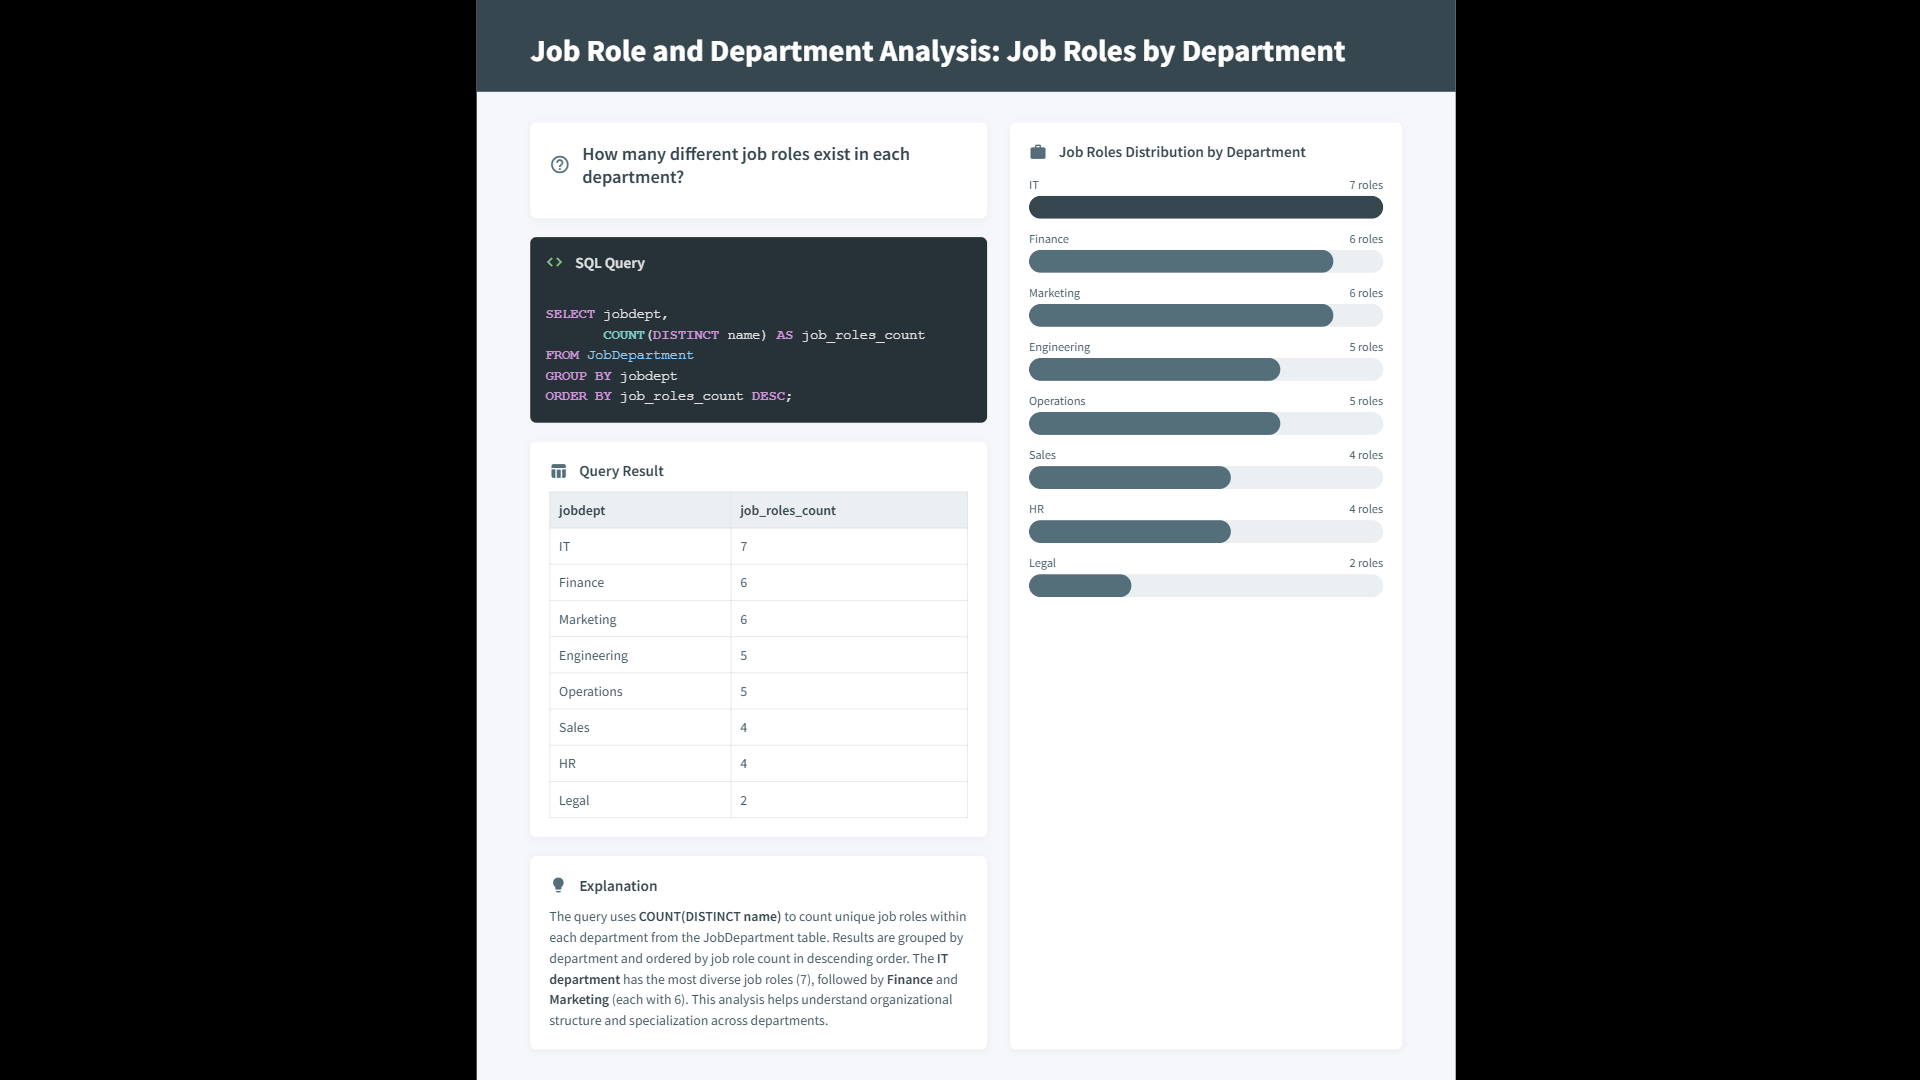 Job Role and Department Analysis: Job Roles by Department
How many different job roles exist in each
department?
SQL Query
SELECT jobdept,
       COUNT(DISTINCT name) AS job_roles_count
FROM JobDepartment
GROUP BY jobdept
ORDER BY job_roles_count DESC;
Query Result
jobdept job_roles_count
IT 7
Finance 6
Marketing 6
Engineering 5
Operations 5
Sales 4
HR 4
Legal 2
Explanation
The query uses COUNT(DISTINCT name) to count unique job roles within
each department from the JobDepartment table. Results are grouped by
department and ordered by job role count in descending order. The IT
department has the most diverse job roles (7), followed by Finance and
Marketing (each with 6). This analysis helps understand organizational
structure and specialization across departments.
Job Roles Distribution by Department
IT 7 roles
Finance 6 roles
Marketing 6 roles
Engineering 5 roles
Operations 5 roles
Sales 4 roles
HR 4 roles
Legal 2 roles